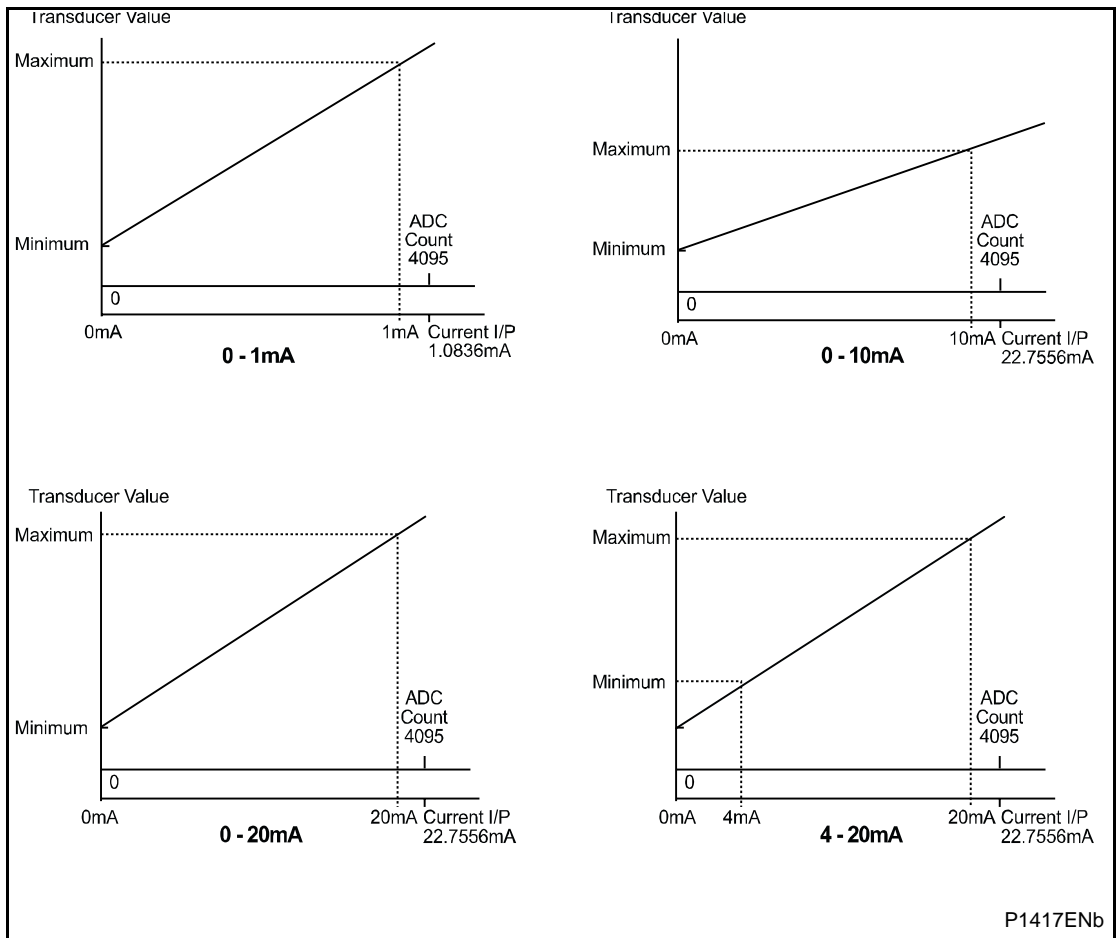 Transducer Value
Maximum
Minimum
ADC
Count
4095
0
0mA
1mA Current I/P
1.0836mA
0 - 1mA
Transducer Value
Maximum
Minimum
ADC
Count
4095
0
0mA
10mA Current I/P
22.7556mA
0 - 10mA
Transducer Value
Maximum
Minimum
ADC
Count
4095
0
0mA
20mA Current I/P
22.7556mA
0 - 20mA
Transducer Value
Maximum
Minimum
ADC
Count
4095
0
0mA
4mA
20mA Current I/P
22.7556mA
4 - 20mA
P1417ENb